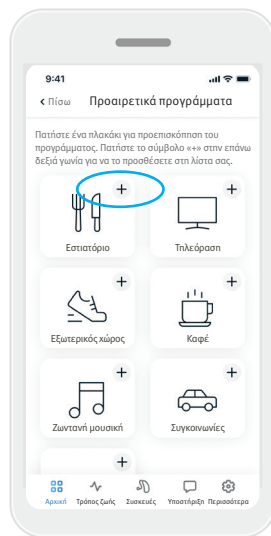 9:41
Πίσω Προαιρετικά προγράμματα
Πατήστε ένα πλακάκι για προεπισκόπηση του
προγράμματος. Πατήστε το σύμβολο «+» στην επάνω
δεξιά γωνία για να το προσθέσετε στη λίστα σας.
+ +
Εστιατόριο Τηλεόραση
+ +
Εξωτερικός χώρος Καφέ
+ +
Ζωντανή μουσική Συγκοινωνίες
+
Αρχική Τρόπος ζωής Συσκευές Υποστήριξη Περισσότερα